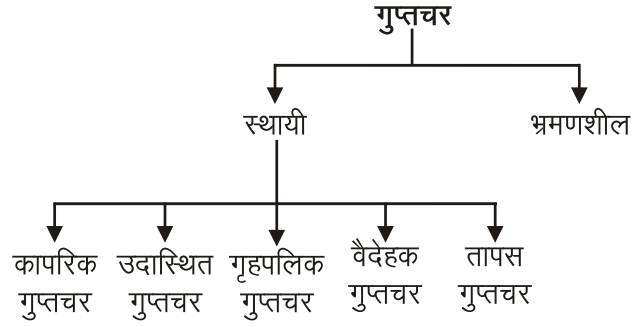 गुप्तचर
स्थायी भ्रमणशील
कापरिक उदास्थित गृहपलिक वैदेहक तापस
गुप्तचर गुप्तचर गुप्तचर गुप्तचर गुप्तचर